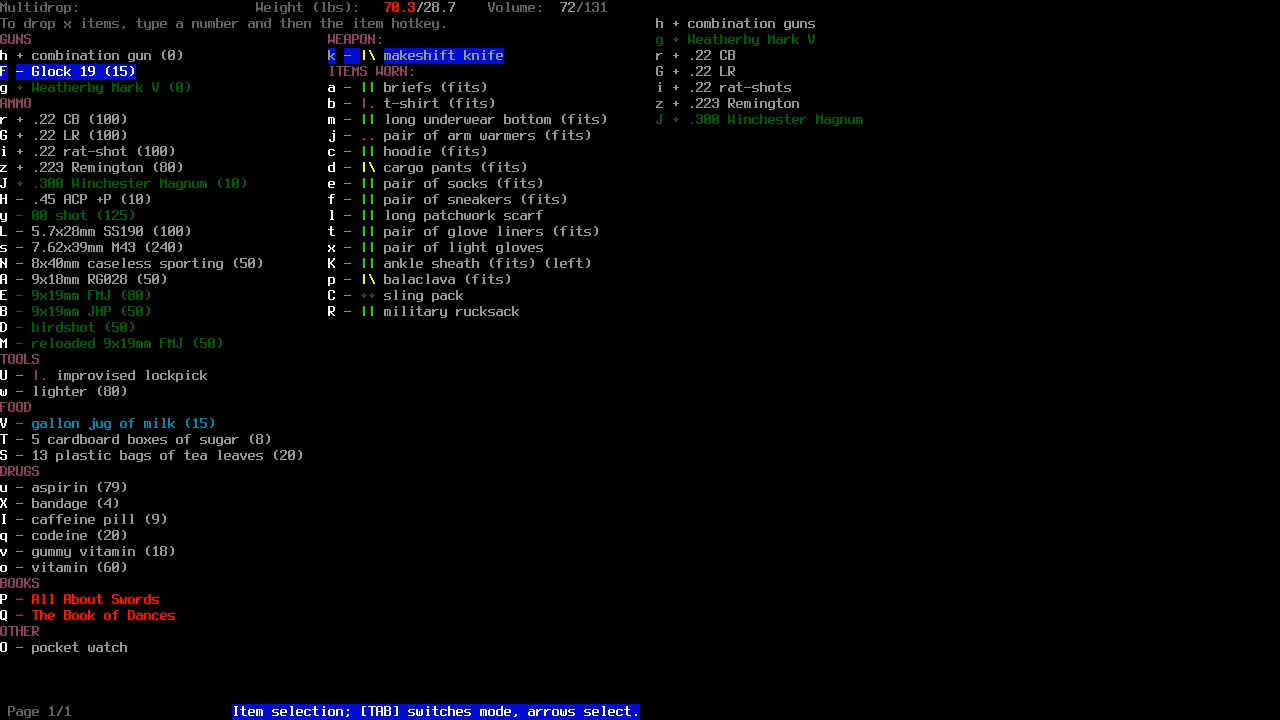 Multidrop: Weight (lbs): 70.3/28.7 Volume: 72/131
To drop x items, type a number and then the item hotkey.
GUNS
h + combination gun (0)
F - Glock 19 (15)
g + Weatherby Mark V (0)
AMMO
r + .22 CB (100)
G + .22 LR (100)
i + .22 rat-shot (100)
z + .223 Remington (80)
J + .300 Winchester Magnum (10)
H - .45 ACP +P (10)
y - 00 shot (125)
L - 5.7x28mm SS190 (100)
s - 7.62x39mm M43 (240)
N - 8x40mm caseless sporting (50)
A - 9x18mm RG028 (50)
E - 9x19mm FMJ (80)
B - 9x19mm JHP (50)
D - birdshot (50)
M - reloaded 9x19mm FMJ (50)
TOOLS
U - |. improvised lockpick
w - lighter (80)
FOOD
V - gallon jug of milk (15)
T - 5 cardboard boxes of sugar (8)
S - 13 plastic bags of tea leaves (20)
DRUGS
u - aspirin (79)
X - bandage (4)
I - caffeine pill (9)
q - codeine (20)
v - gummy vitamin (18)
o - vitamin (60)
BOOKS
P - All About Swords
Q - The Book of Dances
OTHER
O - pocket watch
WEAPON:
k - |\ makeshift knife
ITEMS WORN:
a - || briefs (fits)
b - |. t-shirt (fits)
m - || long underwear bottom (fits)
j - .. pair of arm warmers (fits)
c - || hoodie (fits)
d - |\ cargo pants (fits)
e - || pair of socks (fits)
f - || pair of sneakers (fits)
l - || long patchwork scarf
t - || pair of glove liners (fits)
x - || pair of light gloves
K - || ankle sheath (fits) (left)
p - |\ balaclava (fits)
C - ++ sling pack
R - || military rucksack
h + combination guns
g + Weatherby Mark V
r + .22 CB
G + .22 LR
i + .22 rat-shots
z + .223 Remington
J + .300 Winchester Magnum
Page 1/1 Item selection; [TAB] switches mode, arrows select.